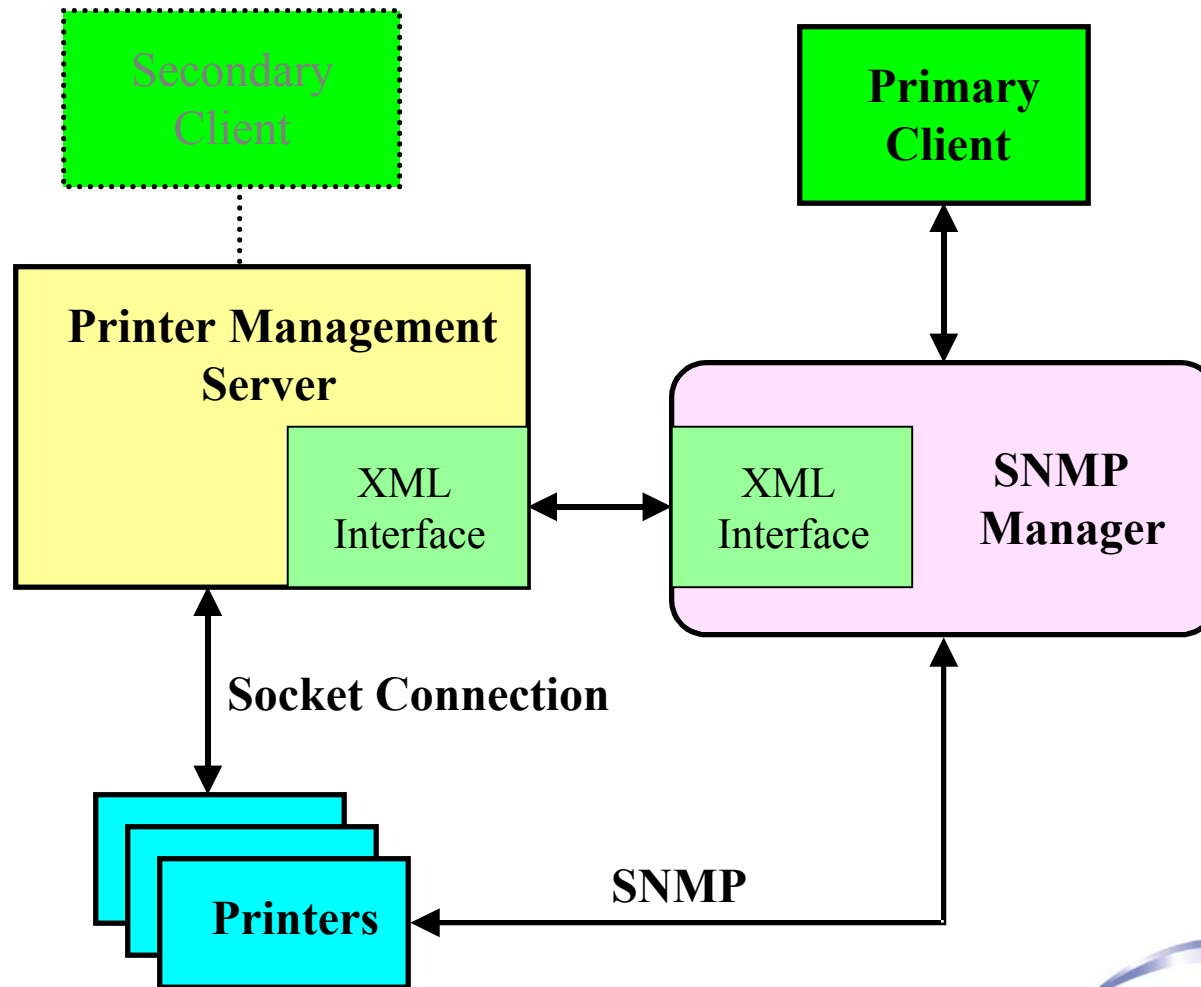 Secondary
Client
Primary
Client
Printer Management
Server
XML
Interface
XML
Interface
SNMP
Manager
Socket Connection
SNMP
Printers